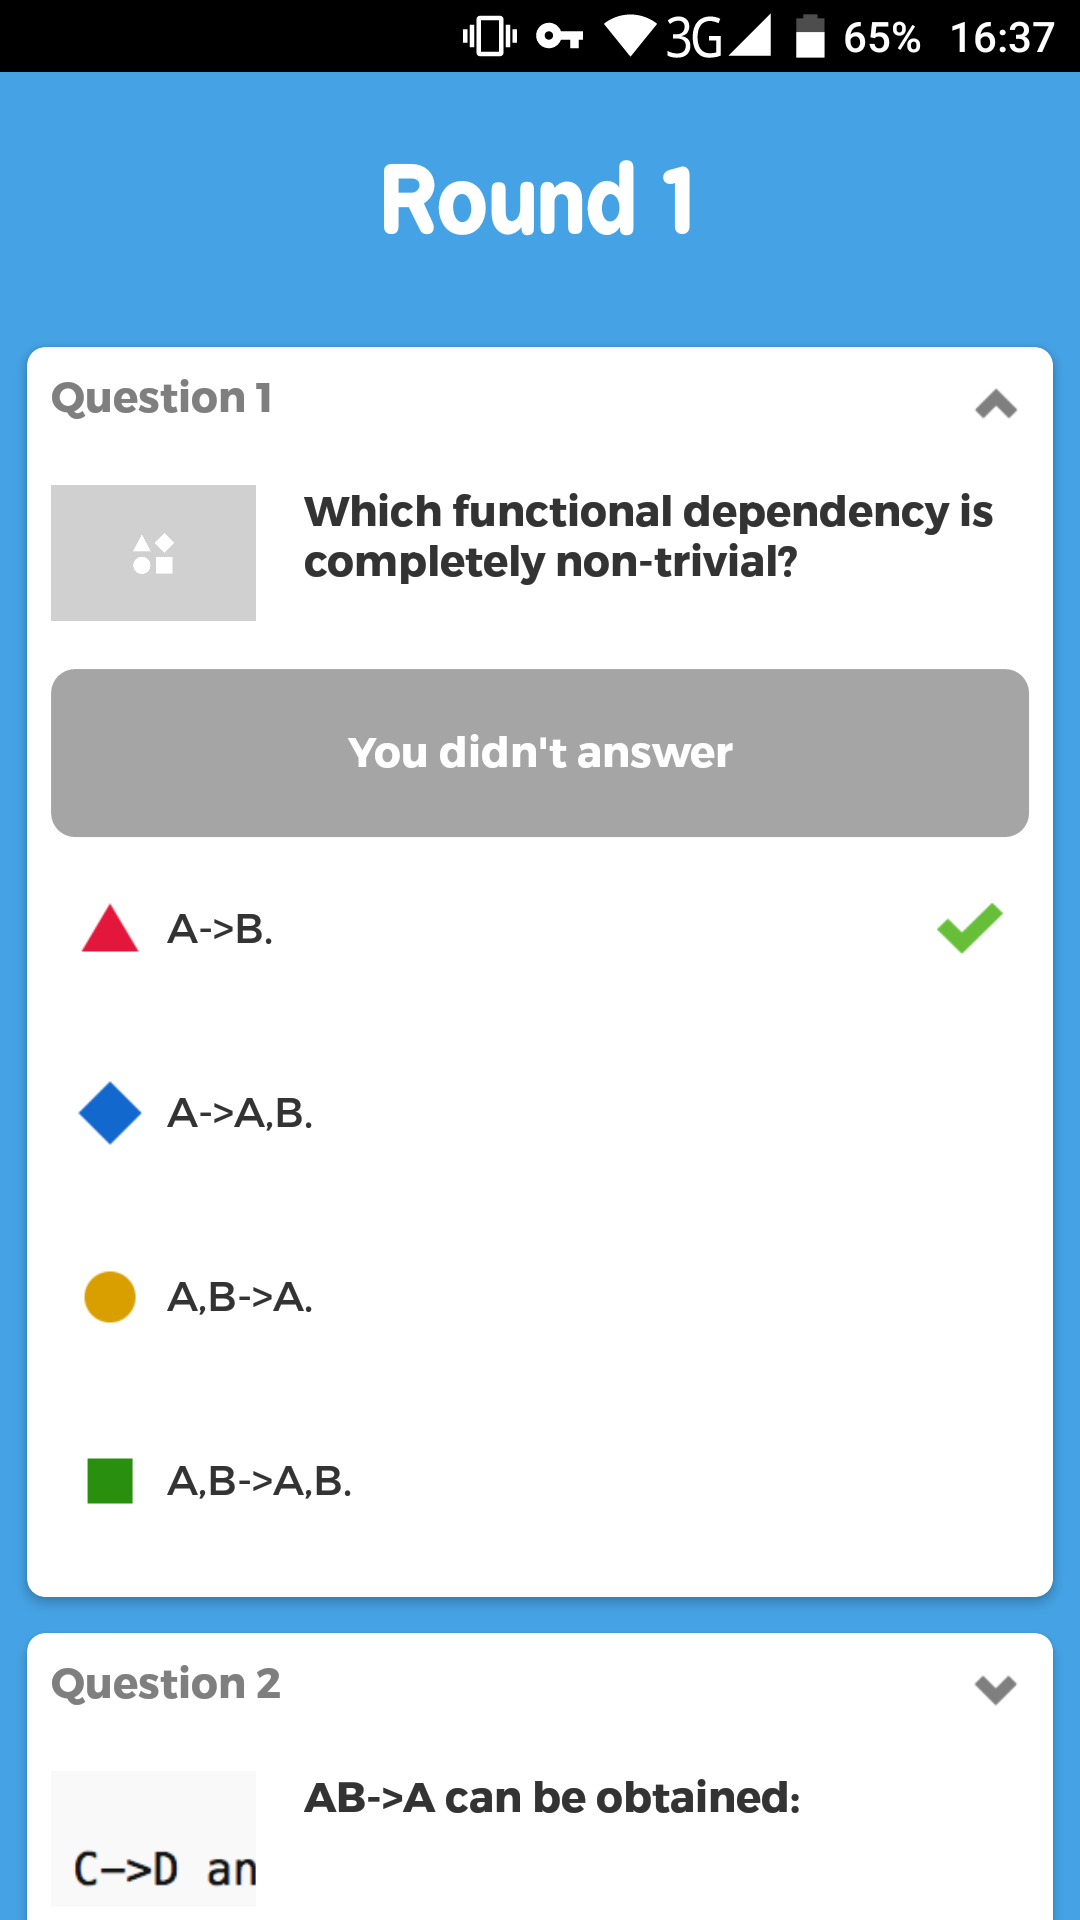 3G 65% 16:37
Round 1
Question 1
Which functional dependency is
completely non-trivial?
You didn't answer
A->B.
A->A,B.
A,B->A.
A,B->A,B.
Question 2
AB->A can be obtained:
C->D an